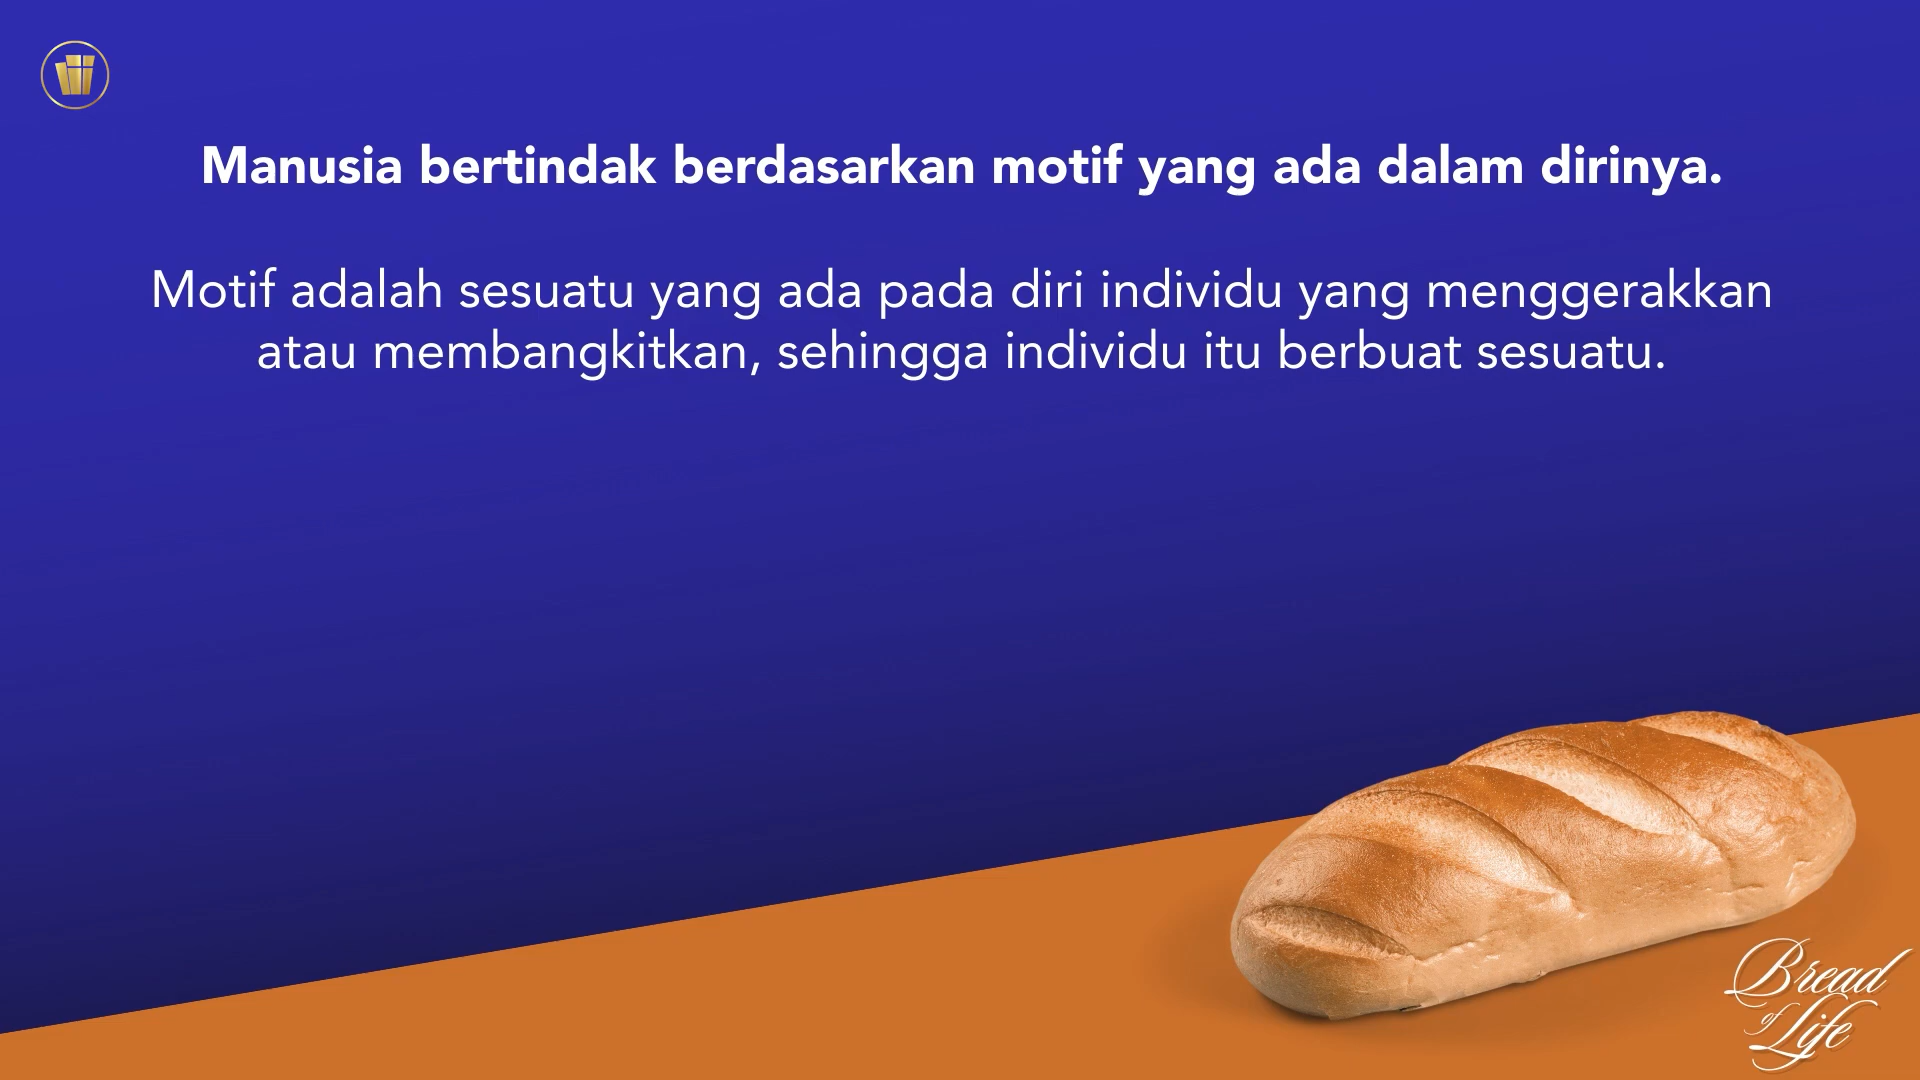 Manusia bertindak berdasarkan motif yang ada dalam dirinya.
Motif adalah sesuatu yang ada pada diri individu yang menggerakkan
atau membangkitkan, sehingga individu itu berbuat sesuatu.
Bread
of
Life